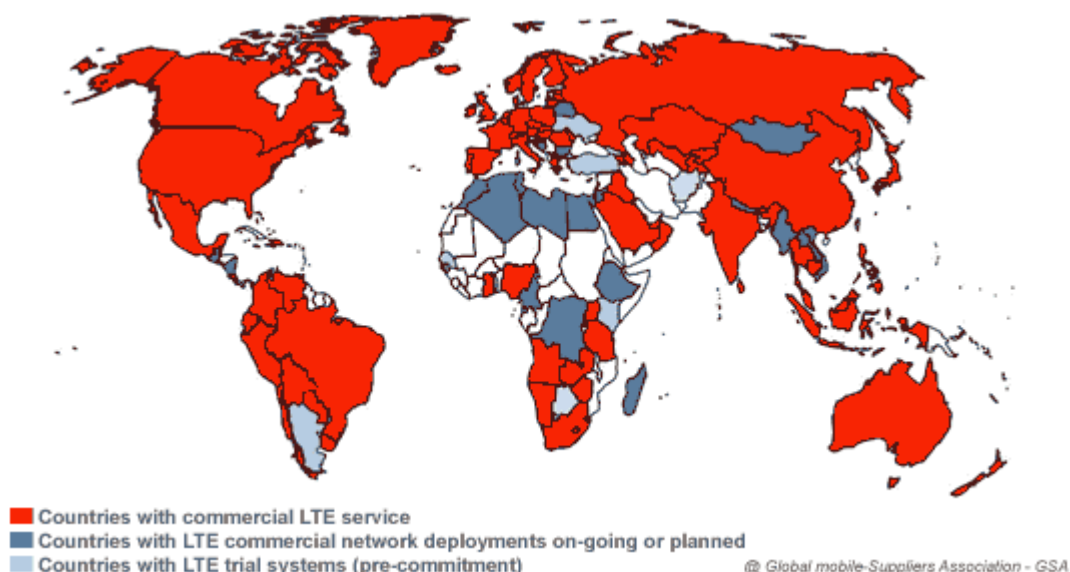 Countries with commercial LTE service
Countries with LTE commercial network deployments on-going or planned
Countries with LTE trial systems (pre-commitment)
@ Global mobile-Suppliers Association - GSA